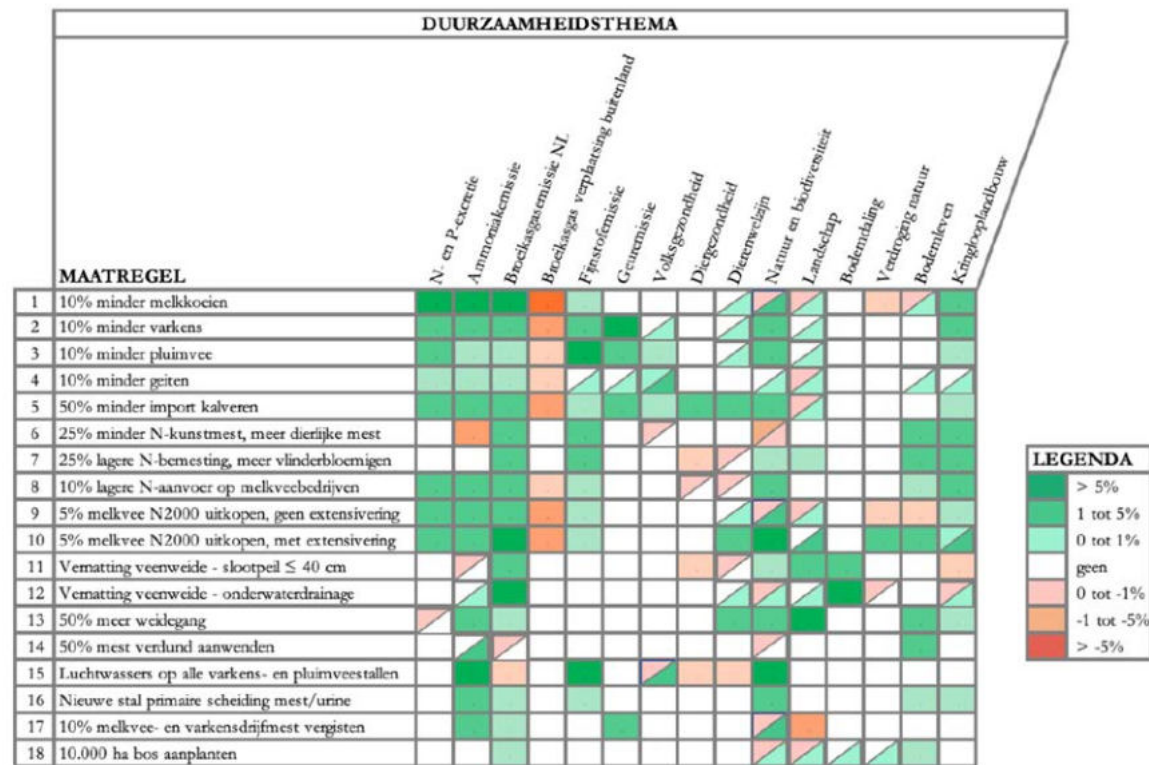 DUURZAAMHEIDSTHEMA
MAATREGEL
N- en P-excretie
Ammoniakemissie
Broeikasgasemissie NL
Broeikasgas verplaatsing buitenland
Fijnstofemissie
Geuremissie
Volksgezondheid
Diergezondheid
Dierenwelzijn
Natuur en biodiversiteit
Landschap
Bodemdaling
Verdroging natuur
Bodemleven
Kringlooplandbouw
1 10% minder melkkoeien
2 10% minder varkens
3 10% minder pluimvee
4 10% minder geiten
5 50% minder import kalveren
6 25% minder N-kunstmest, meer dierlijke mest
7 25% lagere N-bemesting, meer vlinderbloemigen
8 10% lagere N-aanvoer op melkveebedrijven
9 5% melkvee N2000 uitkopen, geen extensivering
10 5% melkvee N2000 uitkopen, met extensivering
11 Vernatting veenweide - slootpeil ≤ 40 cm
12 Vernatting veenweide - onderwaterdrainage
13 50% meer weidegang
14 50% mest verdund aanwenden
15 Luchtwassers op alle varkens- en pluimveestallen
16 Nieuwe stal primaire scheiding mest/urine
17 10% melkvee- en varkensdrijfmest vergisten
18 10.000 ha bos aanplanten
LEGENDA
> 5%
1 tot 5%
0 tot 1%
geen
0 tot -1%
-1 tot -5%
> -5%